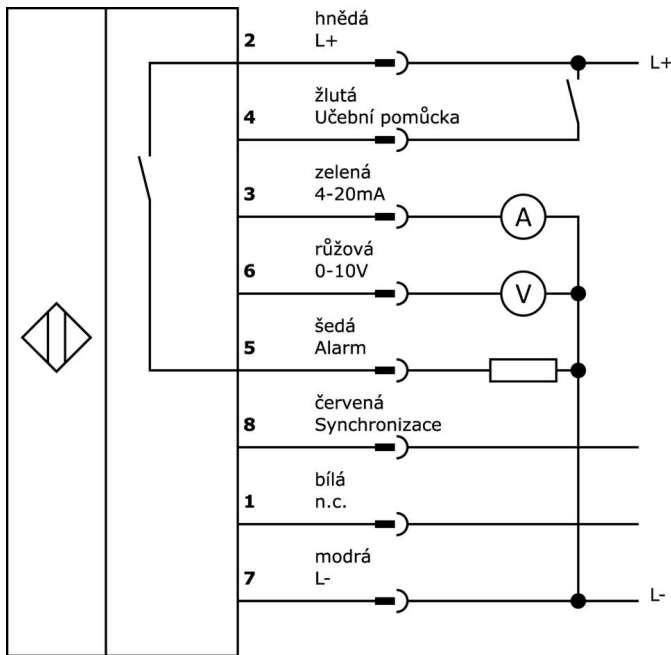 hnědá
2 L+ L+
žlutá
4 Učební pomůcka
zelená
3 4-20mA A
růžová
6 0-10V V
šedá
5 Alarm
červená
8 Synchronizace
bílá
1 n.c.
modrá
7 L- L-